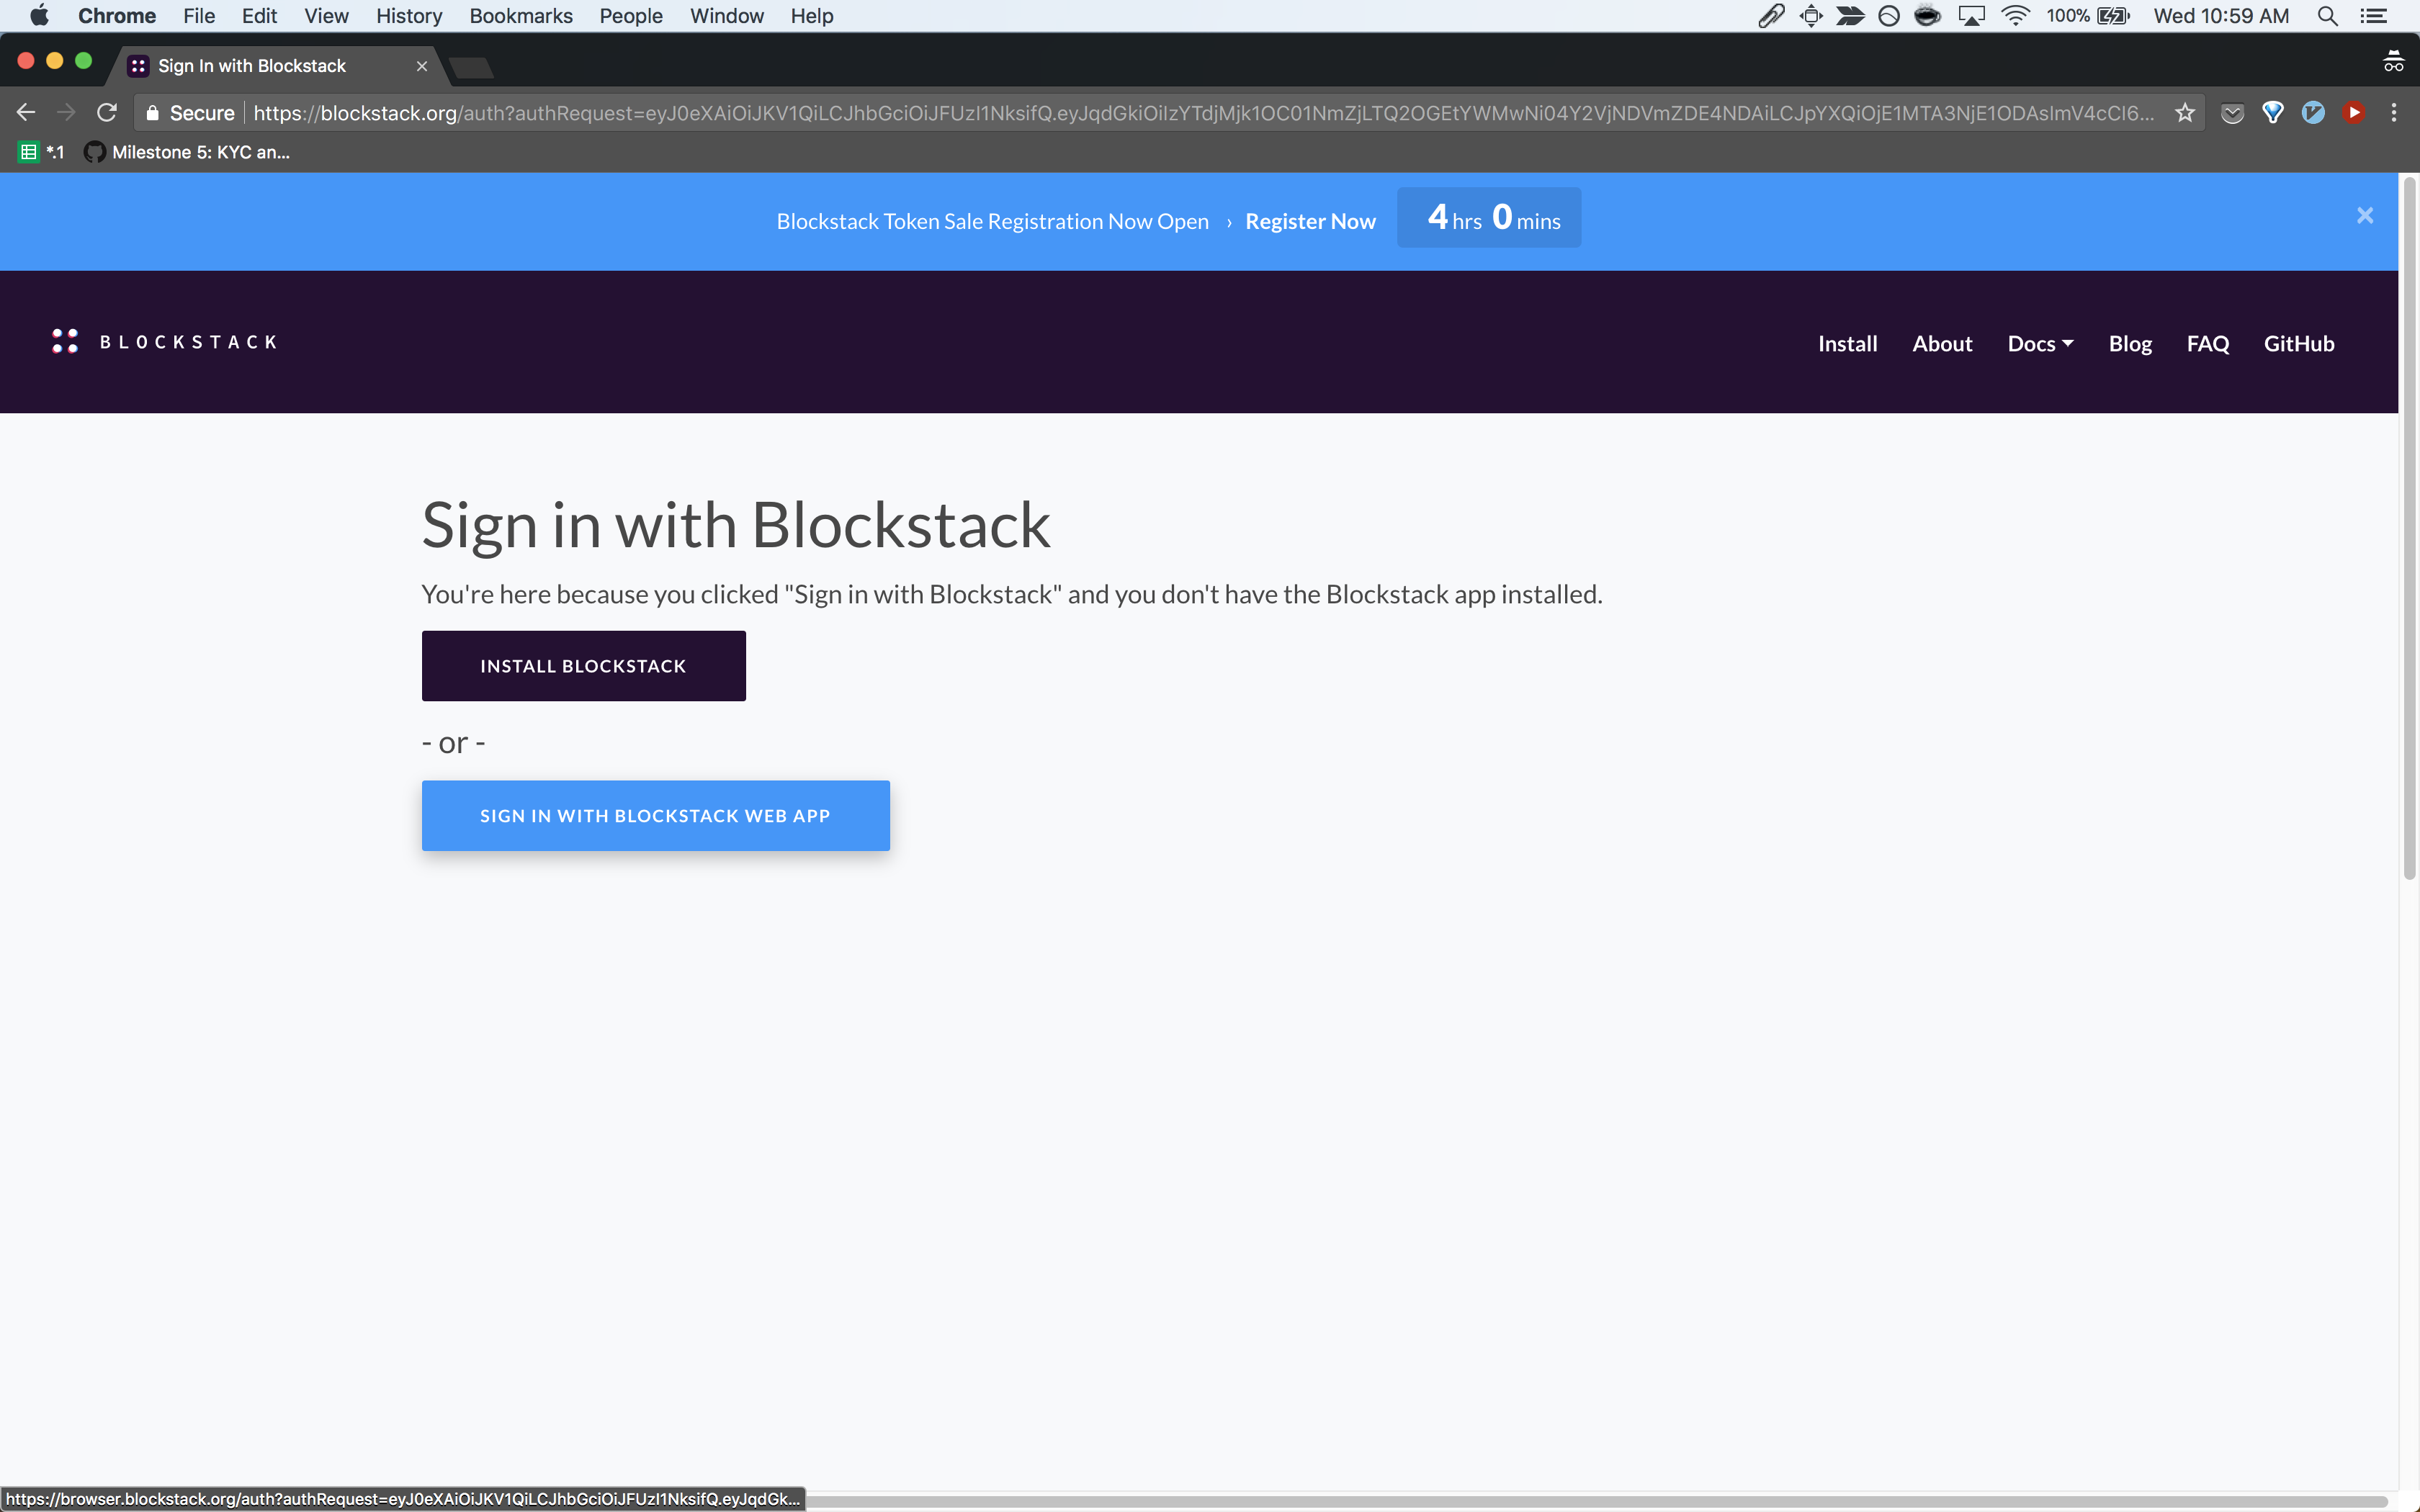 Chrome File Edit View History Bookmarks People Window Help 100% Wed 10:59 AM
Sign In with Blockstack
Secure https://blockstack.org/auth?authRequest=eyJ0eXAiOiJKV1QiLCJhbGciOiJFUzI1NksifQ.eyJqdGkiOiIzYTdjMjk1OC01NmZjLTQ2OGEtYWMwNi04Y2VjNDVmZDE4NDAiLCJpYXQiOjE1MTA3NjE1ODAsImV4cCI6...
*.1 Milestone 5: KYC an...
Blockstack Token Sale Registration Now Open › Register Now 4 hrs 0 mins
BLOCKSTACK Install About Docs Blog FAQ GitHub
Sign in with Blockstack
You're here because you clicked "Sign in with Blockstack" and you don't have the Blockstack app installed.
INSTALL BLOCKSTACK
- or -
SIGN IN WITH BLOCKSTACK WEB APP
https://browser.blockstack.org/auth?authRequest=eyJ0eXAiOiJKV1QiLCJhbGciOiJFUzI1NksifQ.eyJqdGk...